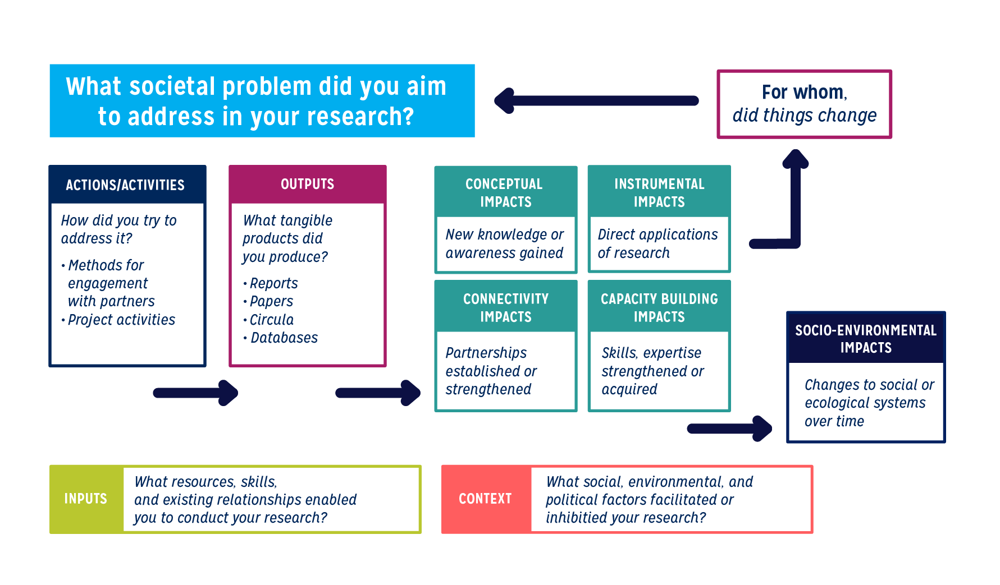 What societal problem did you aim
to address in your research?
For whom,
did things change
ACTIONS/ACTIVITIES
How did you try to
address it?
• Methods for
engagement
with partners
• Project activities
OUTPUTS
What tangible
products did
you produce?
• Reports
• Papers
• Circula
• Databases
CONCEPTUAL
IMPACTS
New knowledge or
awareness gained
INSTRUMENTAL
IMPACTS
Direct applications
of research
CONNECTIVITY
IMPACTS
Partnerships
established or
strengthened
CAPACITY BUILDING
IMPACTS
Skills, expertise
strengthened or
acquired
SOCIO-ENVIRONMENTAL
IMPACTS
Changes to social or
ecological systems
over time
INPUTS
What resources, skills,
and existing relationships enabled
you to conduct your research?
CONTEXT
What social, environmental, and
political factors facilitated or
inhibitied your research?